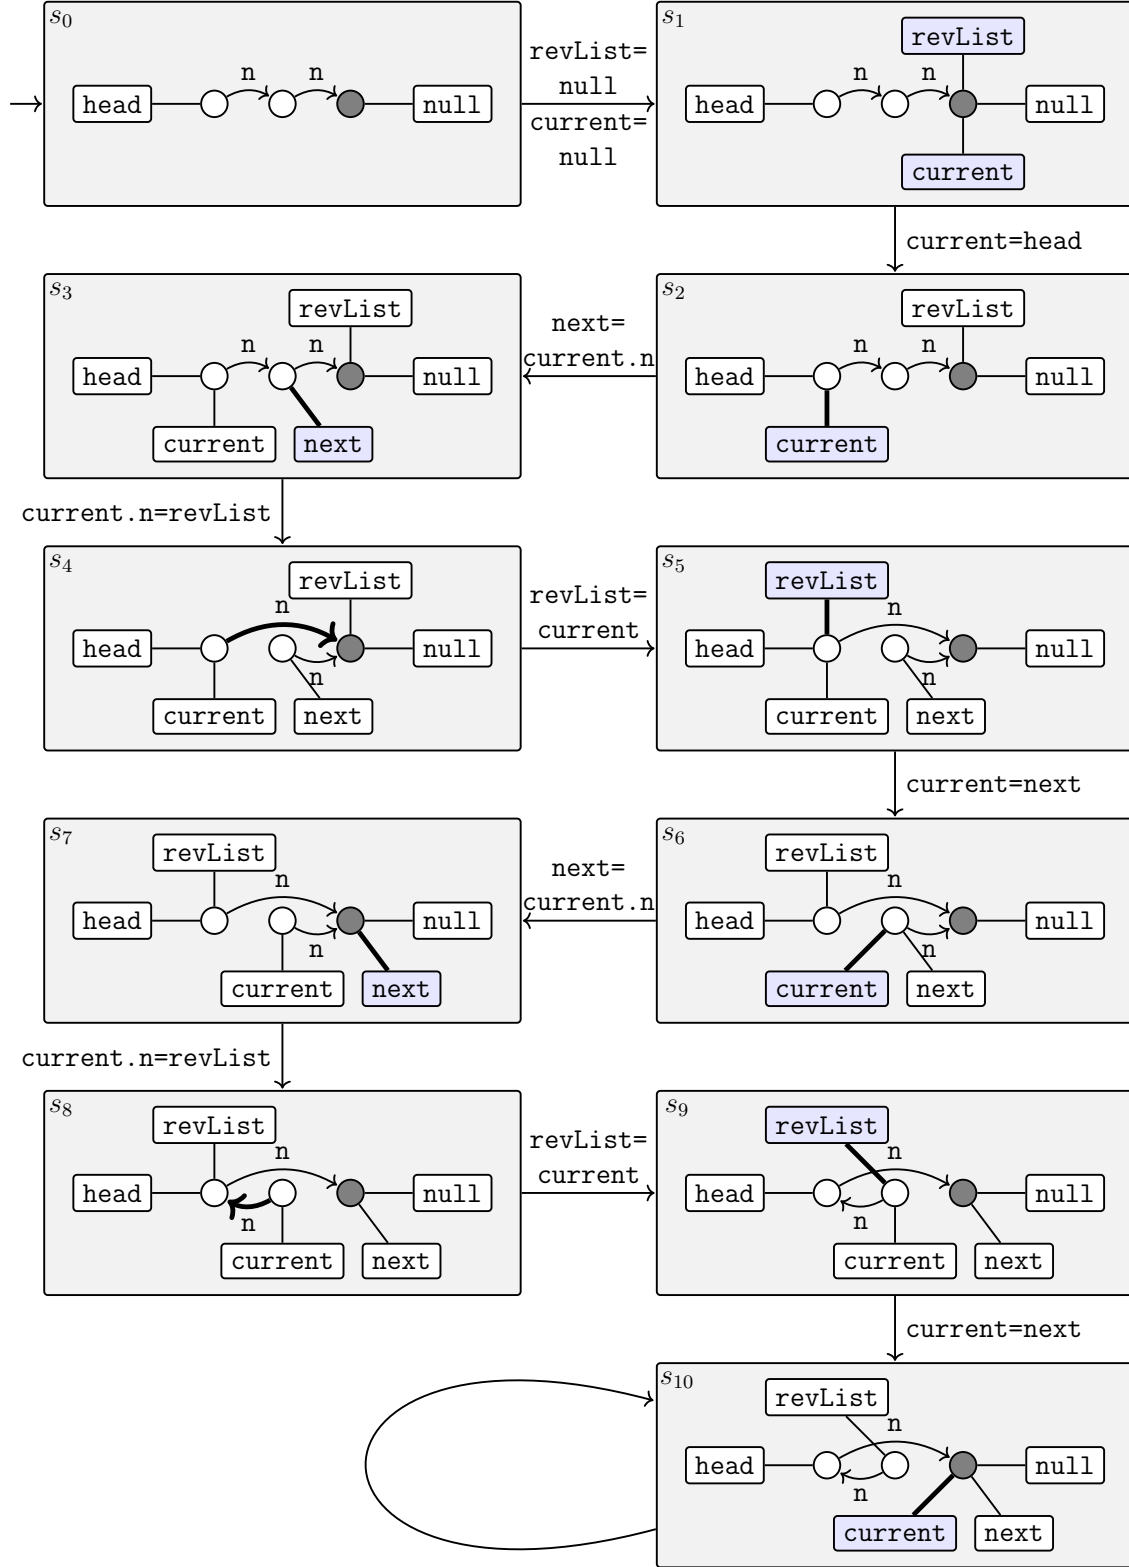 s0
n n
head null
revList=
null
current=
null
s1
revList
n n
head null
current
current=head
s3
revList
n n
head null
current next
next=
current.n
s2
revList
n n
head null
current
current.n=revList
s4
revList
n
head null
n
current next
revList=
current
s5
revList
n
head null
n
current next
current=next
s7
revList
n
head null
n
current next
next=
current.n
s6
revList
n
head null
n
current next
current.n=revList
s8
revList
n
head null
n
current next
revList=
current
s9
revList
n
head null
n
current next
current=next
s10
revList
n
head null
n
current next